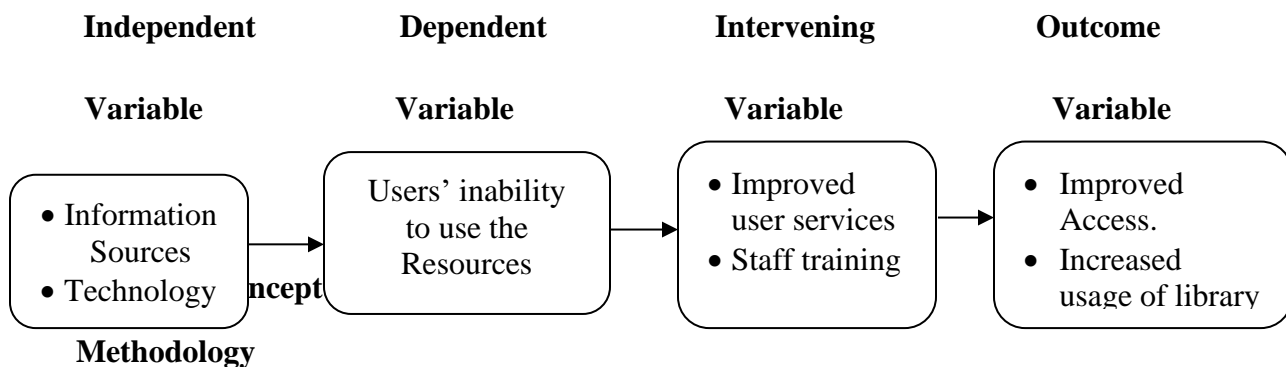 Independent Dependent Intervening Outcome
Variable Variable Variable Variable
• Information
Sources
• Technology
Users’ inability
to use the
Resources
• Improved
user services
• Staff training
• Improved
Access.
• Increased
usage of library
ncept
Methodology